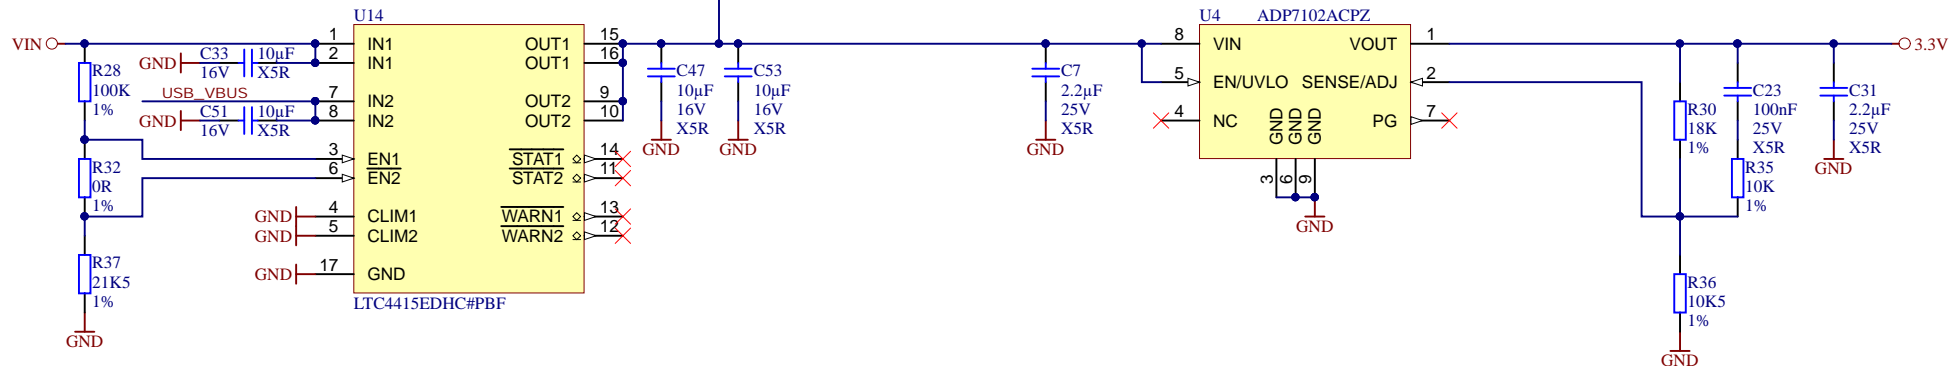 U14
VIN
GND
C33
16V
10µF
X5R
R28
100K
1%
USB_VBUS
GND
C51
16V
10µF
X5R
R32
0R
1%
GND
GND
GND
R37
21K5
1%
GND
1 IN1
2 IN1
7 IN2
8 IN2
3 EN1
6 EN2
4 CLIM1
5 CLIM2
17 GND
OUT1 15
OUT1 16
OUT2 9
OUT2 10
STAT1 14
STAT2 11
WARN1 13
WARN2 12
LTC4415EDHC#PBF
C47
10µF
16V
X5R
GND
C53
10µF
16V
X5R
GND
C7
2.2µF
25V
X5R
GND
U4 ADP7102ACPZ
8 VIN
5 EN/UVLO
4 NC
VOUT 1
SENSE/ADJ 2
PG 7
GND
GND
GND
3
6
9
GND
3.3V
R30
18K
1%
C23
100nF
25V
X5R
R35
10K
1%
C31
2.2µF
25V
X5R
GND
R36
10K5
1%
GND